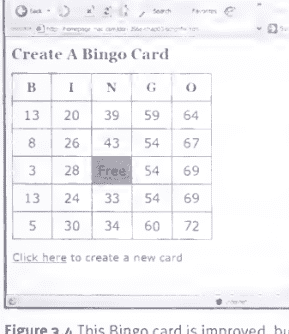 Search Favorites
Create A Bingo Card
B I N G O
13 20 39 59 64
8 26 43 54 67
3 28 Free 54 69
13 24 33 54 69
5 30 34 60 72
Click here to create a new card
Figure 3.4 This Bingo card is improved, bu